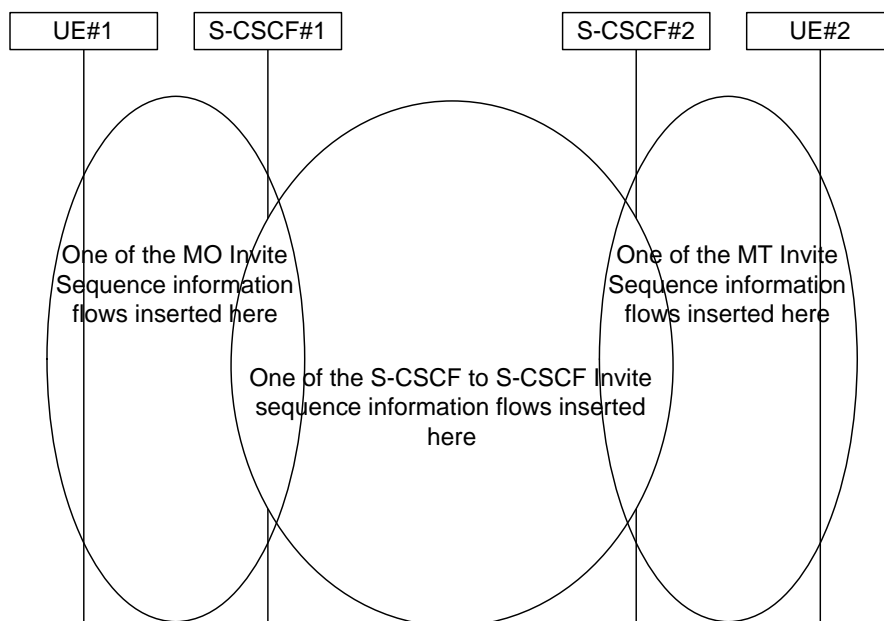 UE#1
S-CSCF#1
S-CSCF#2
UE#2
One of the MO Invite
Sequence information
flows inserted here
One of the MT Invite
Sequence information
flows inserted here
One of the S-CSCF to S-CSCF Invite
sequence information flows inserted
here